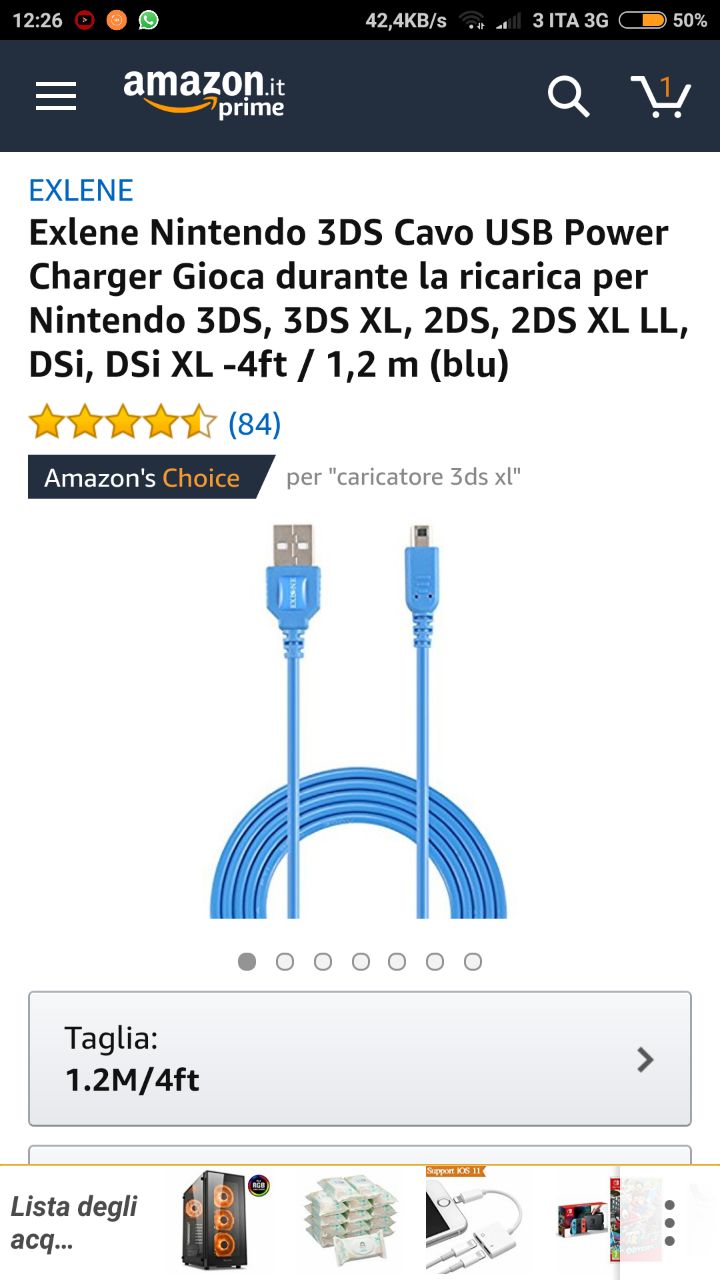 12:26 42,4KB/s 3 ITA 3G 50%
amazon.it
prime
1
EXLENE
Exlene Nintendo 3DS Cavo USB Power
Charger Gioca durante la ricarica per
Nintendo 3DS, 3DS XL, 2DS, 2DS XL LL,
DSi, DSi XL -4ft / 1,2 m (blu)
(84)
Amazon's Choice per "caricatore 3ds xl"
EXLENE
Taglia:
1.2M/4ft
Support IOS 11
RGB
Lista degli
acq...